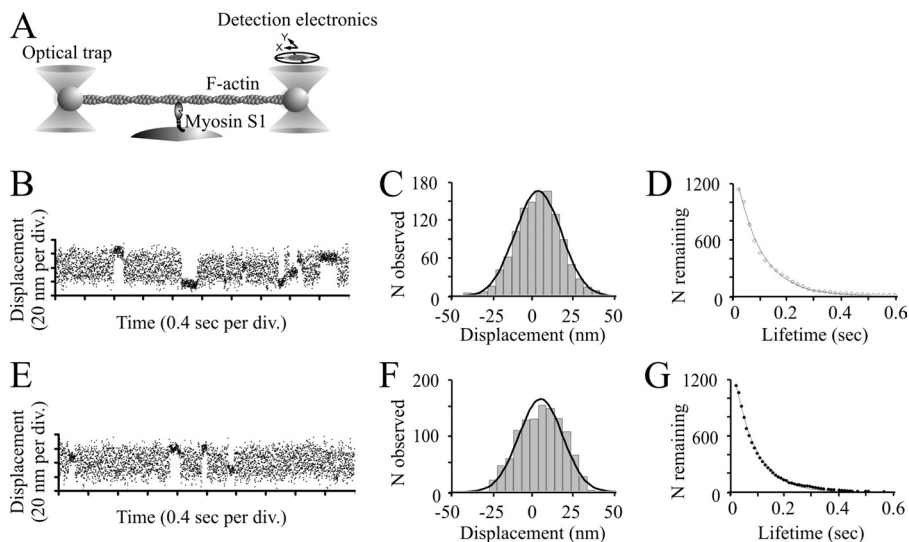 A
Detection electronics
Optical trap
Y
X
F-actin
Myosin S1
B
Displacement
(20 nm per div.)
Time (0.4 sec per div.)
C
N observed
180
120
60
0
-50 -25 0 25 50
Displacement (nm)
D
N remaining
1200
600
0
0 0.2 0.4 0.6
Lifetime (sec)
E
Displacement
(20 nm per div.)
Time (0.4 sec per div.)
F
N observed
200
100
0
-50 -25 0 25 50
Displacement (nm)
G
N remaining
1200
600
0
0 0.2 0.4 0.6
Lifetime (sec)